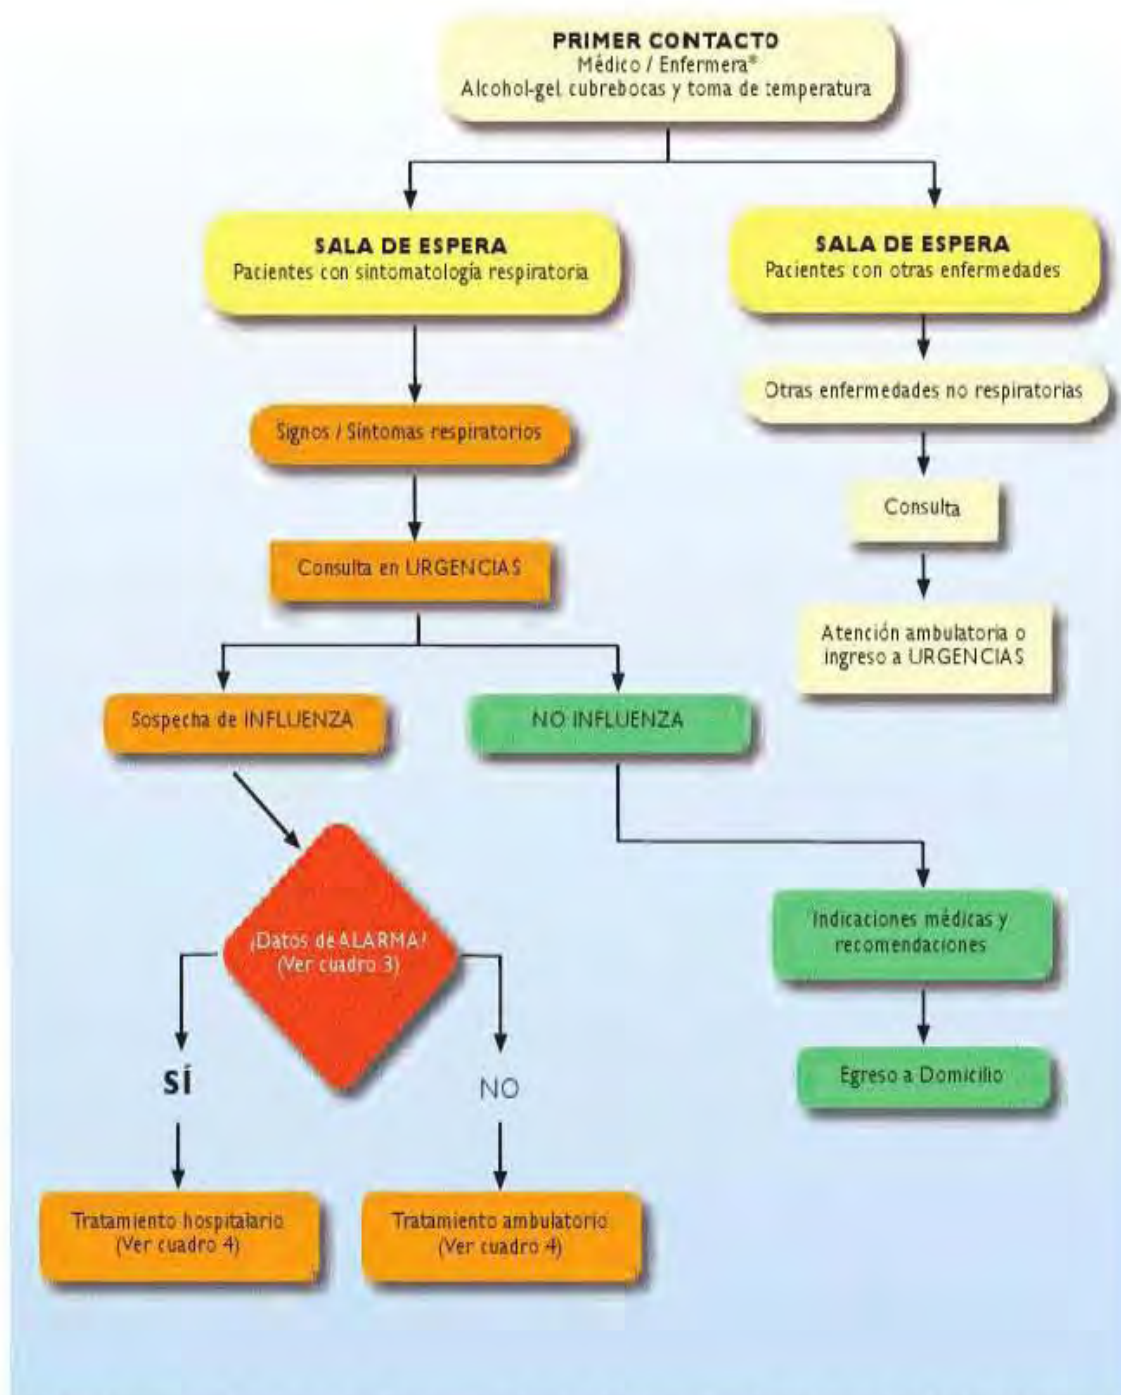 PRIMER CONTACTO
Médico / Enfermera*
Alcohol-gel, cubrebocas y toma de temperatura
SALA DE ESPERA
Pacientes con sintomatología respiratoria
SALA DE ESPERA
Pacientes con otras enfermedades
Signos / Síntomas respiratorios
Otras enfermedades no respiratorias
Consulta en URGENCIAS
Consulta
Atención ambulatoria o
ingreso a URGENCIAS
Sospecha de INFLUENZA
NO INFLUENZA
¿Datos de ALARMA?
(Ver cuadro 3)
Indicaciones médicas y
recomendaciones
Egreso a Domicilio
SÍ
NO
Tratamiento hospitalario
(Ver cuadro 4)
Tratamiento ambulatorio
(Ver cuadro 4)